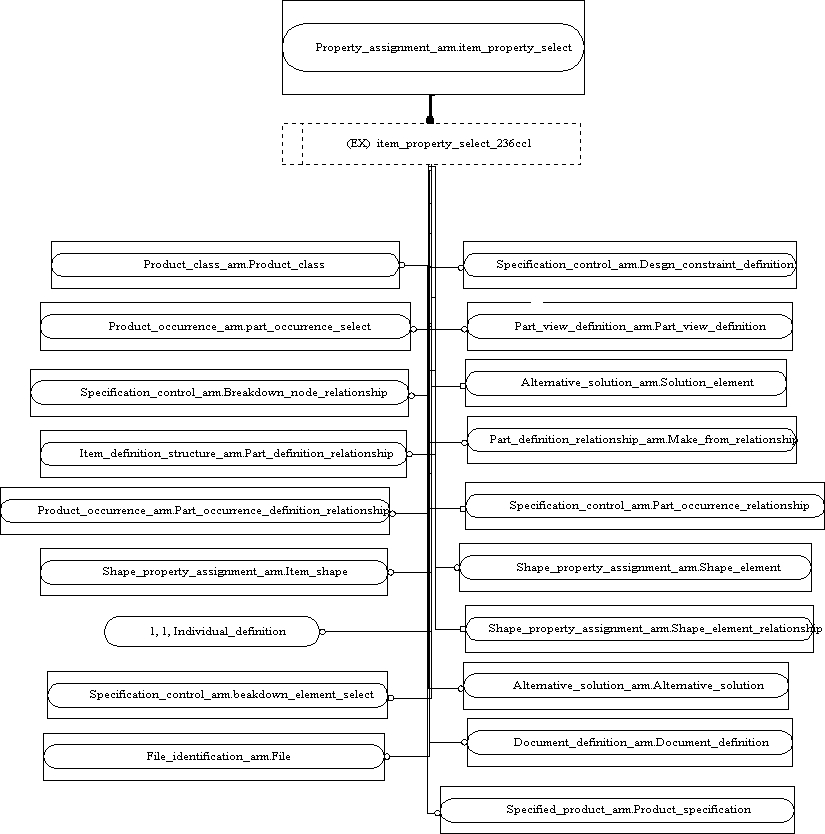 Property_assignment_arm.item_property_select
(EX) item_property_select_236cc1
Product_class_arm.Product_class
Specification_control_arm.Desgn_constraint_definition
Product_occurrence_arm.part_occurrence_select
Part_view_definition_arm.Part_view_definition
Specification_control_arm.Breakdown_node_relationship
Alternative_solution_arm.Solution_element
Item_definition_structure_arm.Part_definition_relationship
Part_definition_relationship_arm.Make_from_relationship
Product_occurrence_arm.Part_occurrence_definition_relationship
Specification_control_arm.Part_occurrence_relationship
Shape_property_assignment_arm.Item_shape
Shape_property_assignment_arm.Shape_element
1, 1, Individual_definition
Shape_property_assignment_arm.Shape_element_relationship
Specification_control_arm.beakdown_element_select
Alternative_solution_arm.Alternative_solution
File_identification_arm.File
Document_definition_arm.Document_definition
Specified_product_arm.Product_specification